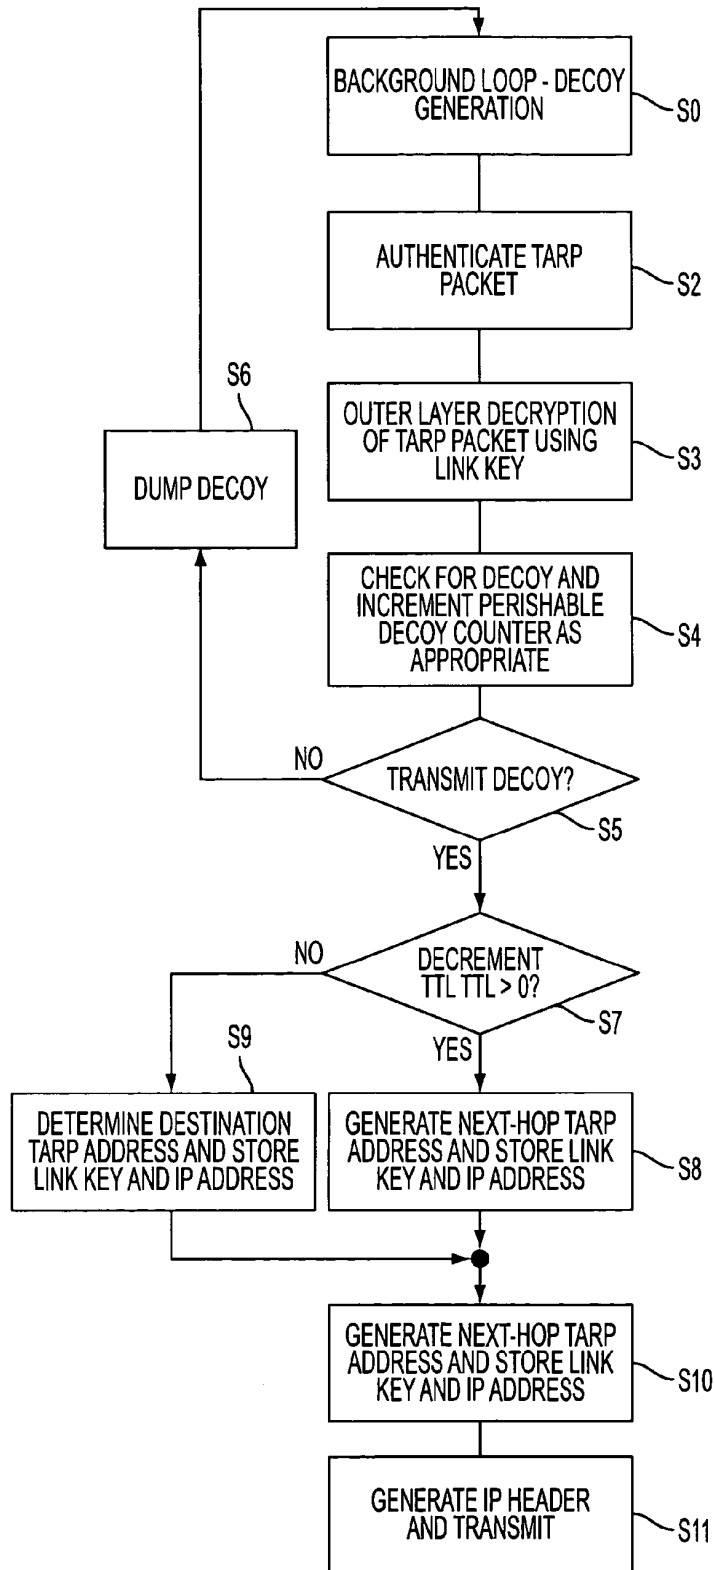 BACKGROUND LOOP - DECOY
GENERATION
S0
AUTHENTICATE TARP
PACKET
S2
S6
DUMP DECOY
OUTER LAYER DECRYPTION
OF TARP PACKET USING
LINK KEY
S3
CHECK FOR DECOY AND
INCREMENT PERISHABLE
DECOY COUNTER AS
APPROPRIATE
S4
NO
TRANSMIT DECOY?
S5
YES
NO
DECREMENT
TTL TTL > 0?
S7
YES
S9
DETERMINE DESTINATION
TARP ADDRESS AND STORE
LINK KEY AND IP ADDRESS
GENERATE NEXT-HOP TARP
ADDRESS AND STORE LINK
KEY AND IP ADDRESS
S8
GENERATE NEXT-HOP TARP
ADDRESS AND STORE LINK
KEY AND IP ADDRESS
S10
GENERATE IP HEADER
AND TRANSMIT
S11